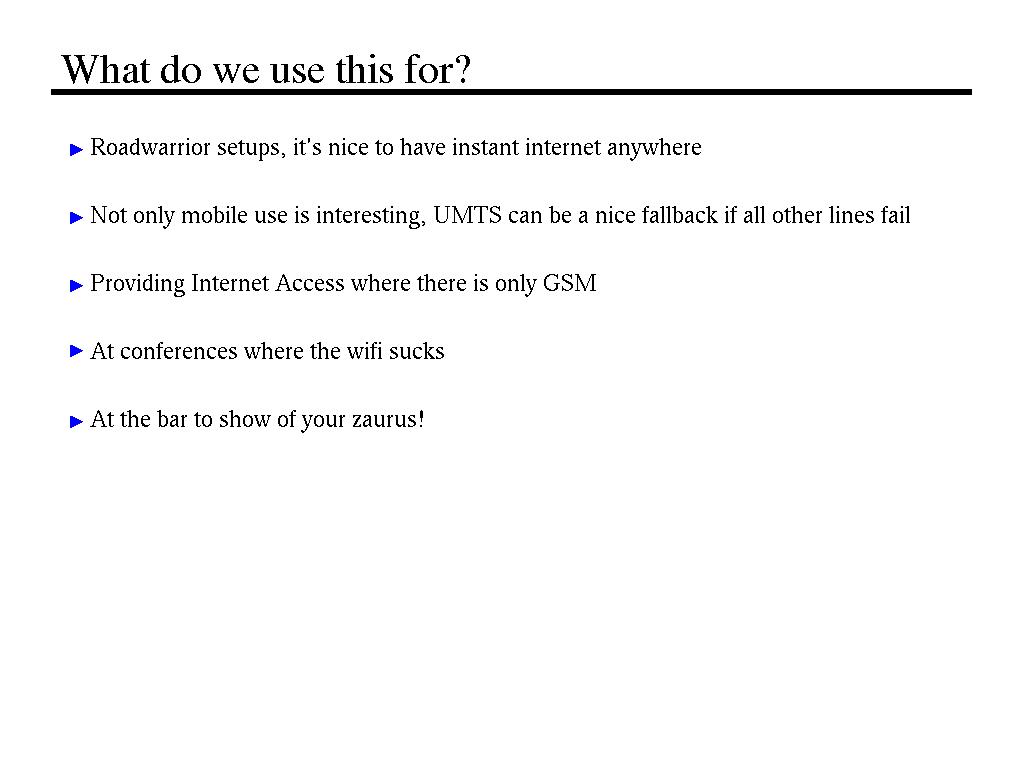 What do we use this for?
Roadwarrior setups, it's nice to have instant internet anywhere
Not only mobile use is interesting, UMTS can be a nice fallback if all other lines fail
Providing Internet Access where there is only GSM
At conferences where the wifi sucks
At the bar to show of your zaurus!